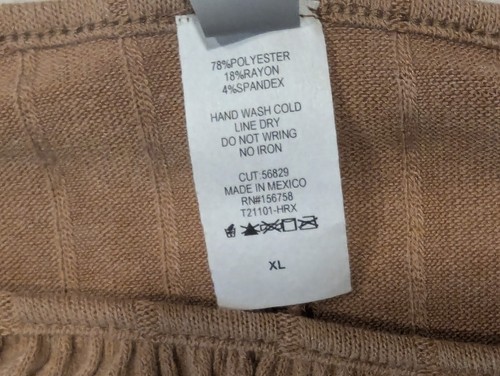 78%POLYESTER
18%RAYON
4%SPANDEX
HAND WASH COLD
LINE DRY
DO NOT WRING
NO IRON
CUT:56829
MADE IN MEXICO
RN#156758
T21101-HRX
XL